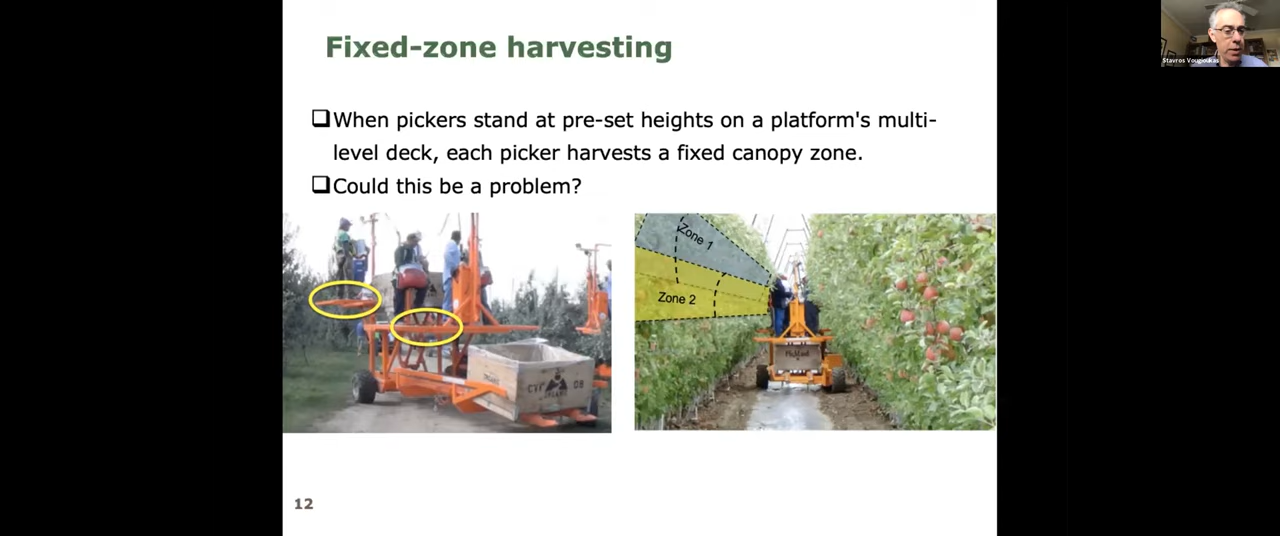 Fixed-zone harvesting
Stavros Vougioukas
❑When pickers stand at pre-set heights on a platform's multi-
level deck, each picker harvests a fixed canopy zone.
❑Could this be a problem?
Zone 1
Zone 2
12